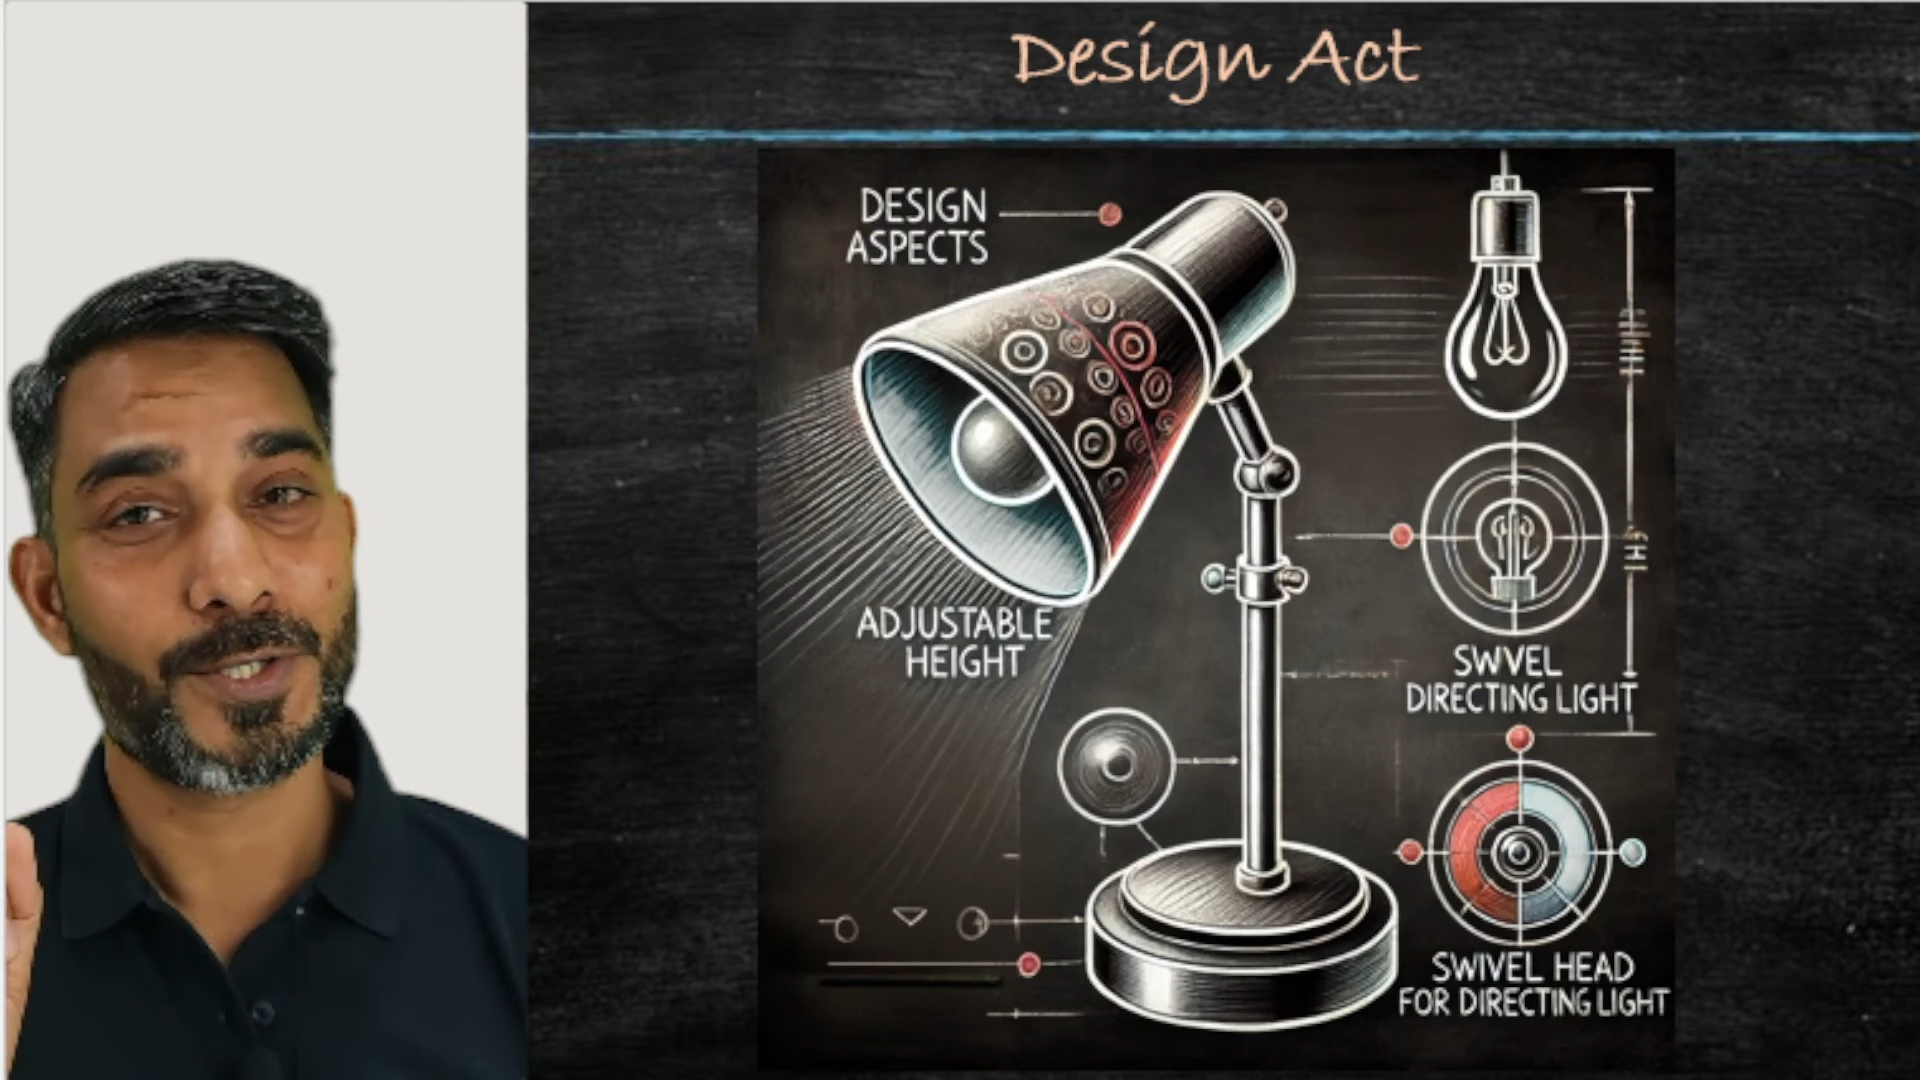 Design Act
DESIGN
ASPECTS
ADJUSTABLE
HEIGHT
SWVEL
DIRECTING LIGHT
SWIVEL HEAD
FOR DIRECTING LIGHT